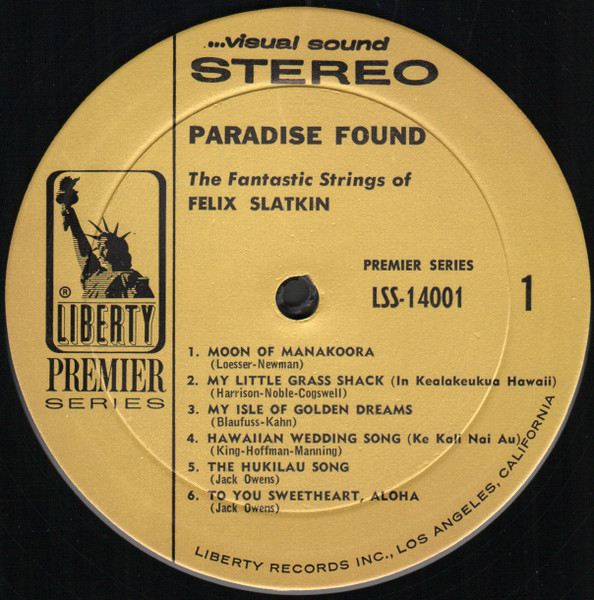 ...visual sound
STEREO
PARADISE FOUND
The Fantastic Strings of
FELIX SLATKIN
PREMIER SERIES
LSS-14001
1
®
LIBERTY
PREMIER
SERIES
1. MOON OF MANAKOORA
(Loesser-Newman)
2. MY LITTLE GRASS SHACK (In Kealakeukua Hawaii)
(Harrison-Noble-Cogswell)
3. MY ISLE OF GOLDEN DREAMS
(Blaufuss-Kahn)
4. HAWAIIAN WEDDING SONG (Ke Kali Nai Au)
(King-Hoffman-Manning)
5. THE HUKILAU SONG
(Jack Owens)
6. TO YOU SWEETHEART, ALOHA
(Jack Owens)
LIBERTY RECORDS INC., LOS ANGELES, CALIFORNIA